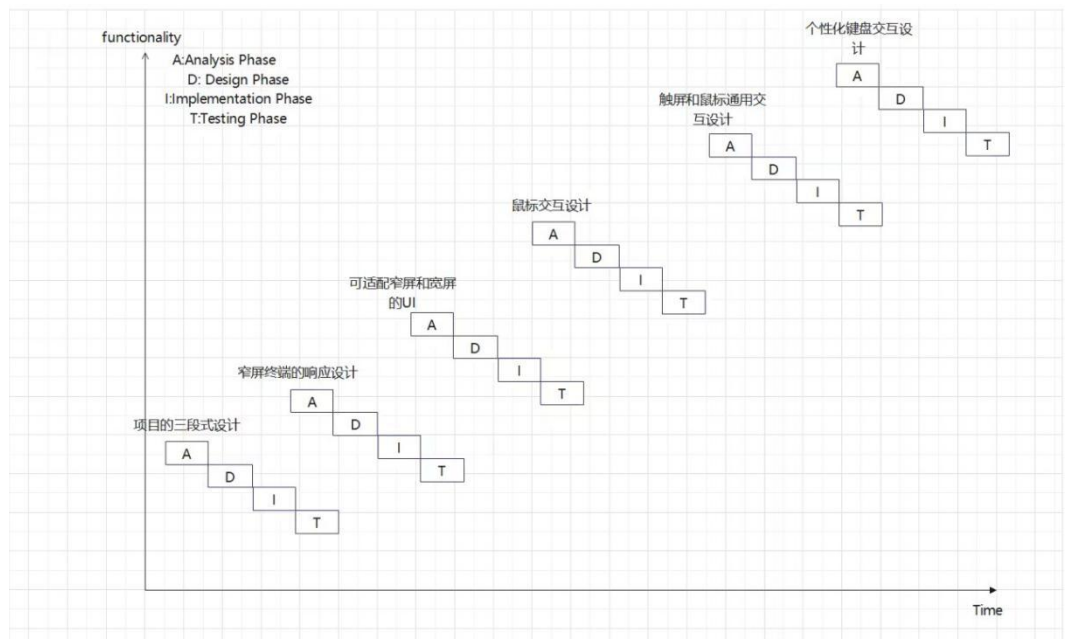 functionality
A:Analysis Phase
D: Design Phase
I:Implementation Phase
T:Testing Phase
个性化键盘交互设
计
A
D
I
T
触屏和鼠标通用交
互设计
A
D
I
T
鼠标交互设计
A
D
I
T
可适配窄屏和宽屏
的UI
A
D
I
T
窄屏终端的响应设计
A
D
I
T
项目的三段式设计
A
D
I
T
Time